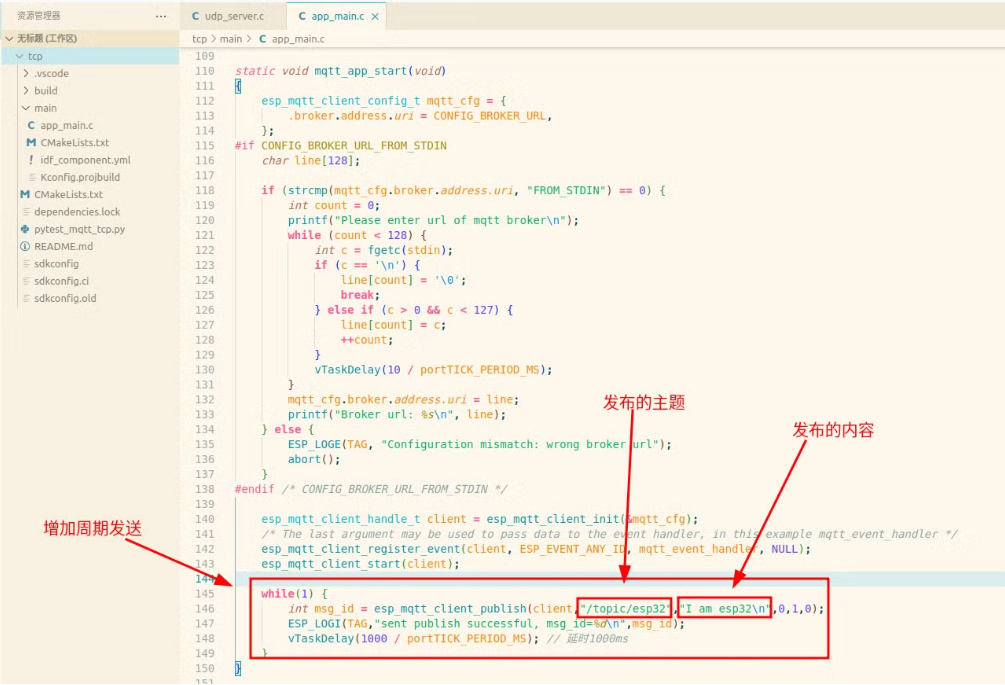 资源管理器
无标题 (工作区)
tcp
.vscode
build
main
C app_main.c
M CMakeLists.txt
! idf_component.yml
Kconfig.projbuild
M CMakeLists.txt
dependencies.lock
pytest_mqtt_tcp.py
README.md
sdkconfig
sdkconfig.ci
sdkconfig.old
C udp_server.c
C app_main.c ×
tcp > main > C app_main.c
109
110 static void mqtt_app_start(void)
111 {
112 esp_mqtt_client_config_t mqtt_cfg = {
113 .broker.address.uri = CONFIG_BROKER_URL,
114 };
115 #if CONFIG_BROKER_URL_FROM_STDIN
116 char line[128];
117
118 if (strcmp(mqtt_cfg.broker.address.uri, "FROM_STDIN") == 0) {
119 int count = 0;
120 printf("Please enter url of mqtt broker\n");
121 while (count < 128) {
122 int c = fgetc(stdin);
123 if (c == '\n') {
124 line[count] = '\0';
125 break;
126 } else if (c > 0 && c < 127) {
127 line[count] = c;
128 ++count;
129 }
130 vTaskDelay(10 / portTICK_PERIOD_MS);
131 }
132 mqtt_cfg.broker.address.uri = line;
133 printf("Broker url: %s\n", line);
134 } else {
135 ESP_LOGE(TAG, "Configuration mismatch: wrong broker url");
136 abort();
137 }
138 #endif /* CONFIG_BROKER_URL_FROM_STDIN */
139
140 esp_mqtt_client_handle_t client = esp_mqtt_client_init(&mqtt_cfg);
141 /* The last argument may be used to pass data to the event handler, in this example mqtt_event_handler */
142 esp_mqtt_client_register_event(client, ESP_EVENT_ANY_ID, mqtt_event_handler, NULL);
143 esp_mqtt_client_start(client);
144
145 while(1) {
146 int msg_id = esp_mqtt_client_publish(client,"/topic/esp32","I am esp32\n",0,1,0);
147 ESP_LOGI(TAG,"sent publish successful, msg_id=%d\n",msg_id);
148 vTaskDelay(1000 / portTICK_PERIOD_MS); // 延时1000ms
149 }
150 }
151
发布的主题
发布的内容
增加周期发送